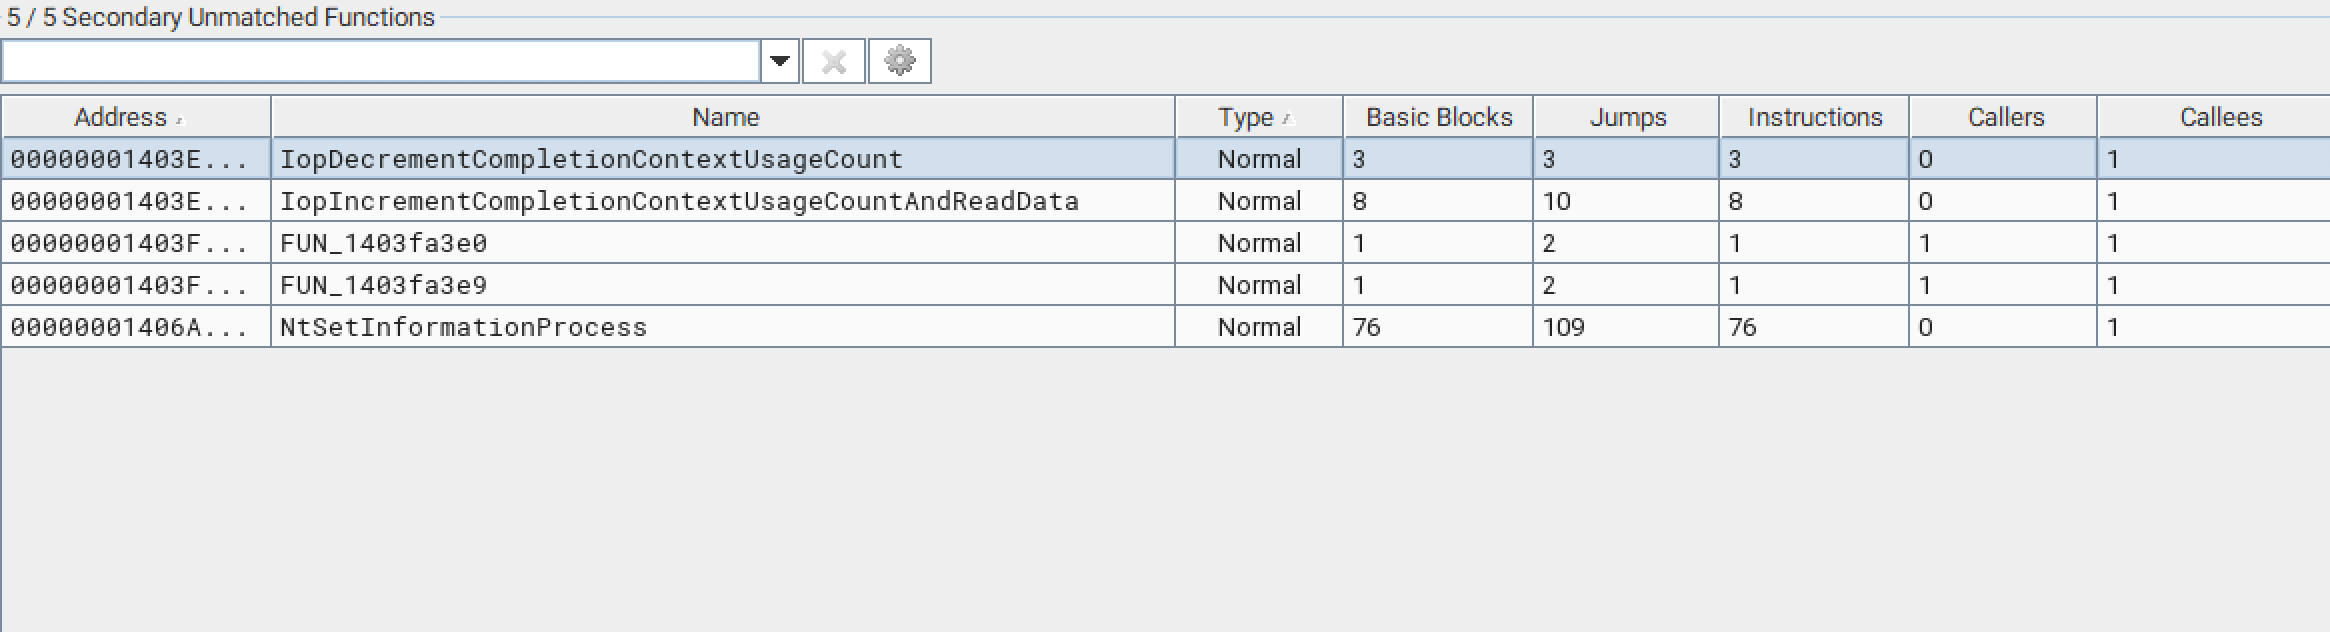 5 / 5 Secondary Unmatched Functions
Address Name Type Basic Blocks Jumps Instructions Callers Callees
00000001403E... IopDecrementCompletionContextUsageCount Normal 3 3 3 0 1
00000001403E... IopIncrementCompletionContextUsageCountAndReadData Normal 8 10 8 0 1
00000001403F... FUN_1403fa3e0 Normal 1 2 1 1 1
00000001403F... FUN_1403fa3e9 Normal 1 2 1 1 1
00000001406A... NtSetInformationProcess Normal 76 109 76 0 1